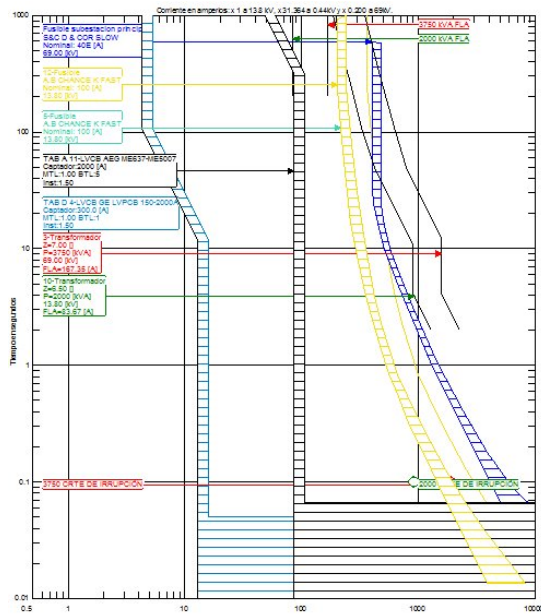 Corriente en amperios: x 1 a 13.8 kV, x 31.364 a 0.44kV y x 0.200 a 69kV.
1000
3750 kVA FLA
2000 kVA FLA
Fusible subestacion princip
S&C D & COR SLOW
Nominal: 40E [A]
69.00 [kV]
12-Fusible
A.B CHANCE K FAST
Nominal: 100 [A]
13.80 [kV]
Fusible
A.B CHANCE K FAST
Nominal: 100 [A]
13.80 [kV]
100
TAB A 11-LVCB AEG ME637-ME5007
Captador:2000 [A]
MTL:1.00 BTL:5
Inst:1.50
TAB D 4-LVCB GE LVPCB 150-2000A
Captador:300.0 [A]
MTL:1.00 BTL:1
Inst:1.50
10
3-Transformador
Z=7.00 []
P=3750 [kVA]
69.00 [kV]
FLA=167.35 [A]
10-Transformador
Z=6.50 []
P=2000 [kVA]
13.80 [kV]
FLA=83.67 [A]
Tiempo en segundos
1
0.1
3750 CRTE DE IRRUPCIÓN
2000 DE IRRUPCIÓN
0.01
0.5 1 10 100 1000 10000